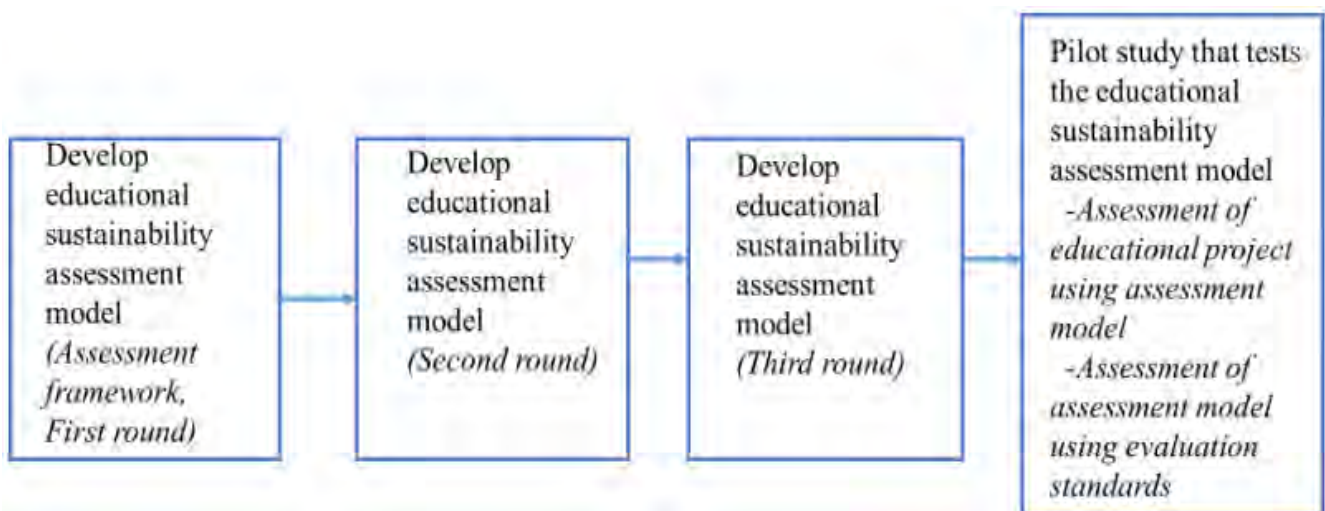 Develop
educational
sustainability
assessment
model
(Assessment
framework,
First round)
Develop
educational
sustainability
assessment
model
(Second round)
Develop
educational
sustainability
assessment
model
(Third round)
Pilot study that tests
the educational
sustainability
assessment model
-Assessment of
educational project
using assessment
model
-Assessment of
assessment model
using evaluation
standards